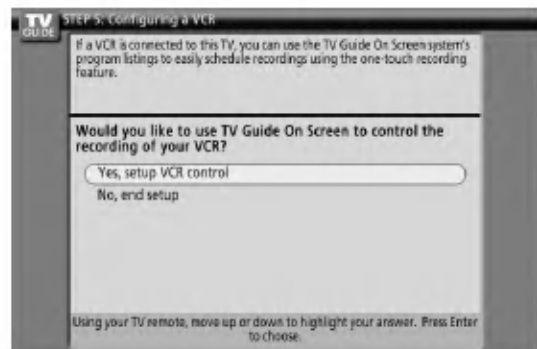 TV
GUIDE
STEP 5: Configuring a VCR
If a VCR is connected to this TV, you can use the TV Guide On Screen system's
program listings to easily schedule recordings using the one-touch recording
feature.
Would you like to use TV Guide On Screen to control the
recording of your VCR?
Yes, setup VCR control
No, end setup
Using your TV remote, move up or down to highlight your answer. Press Enter
to choose.